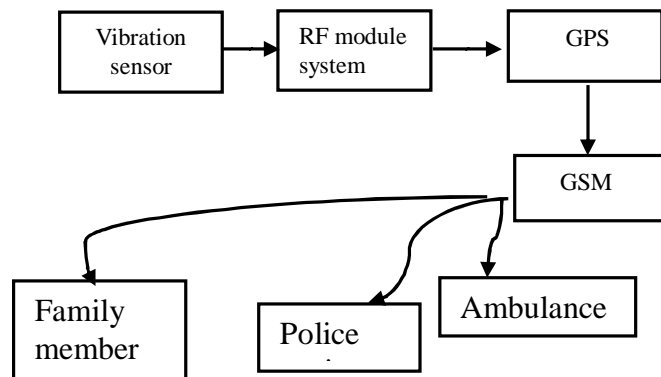 Vibration
sensor
RF module
system
GPS
GSM
Family
member
Police
Ambulance